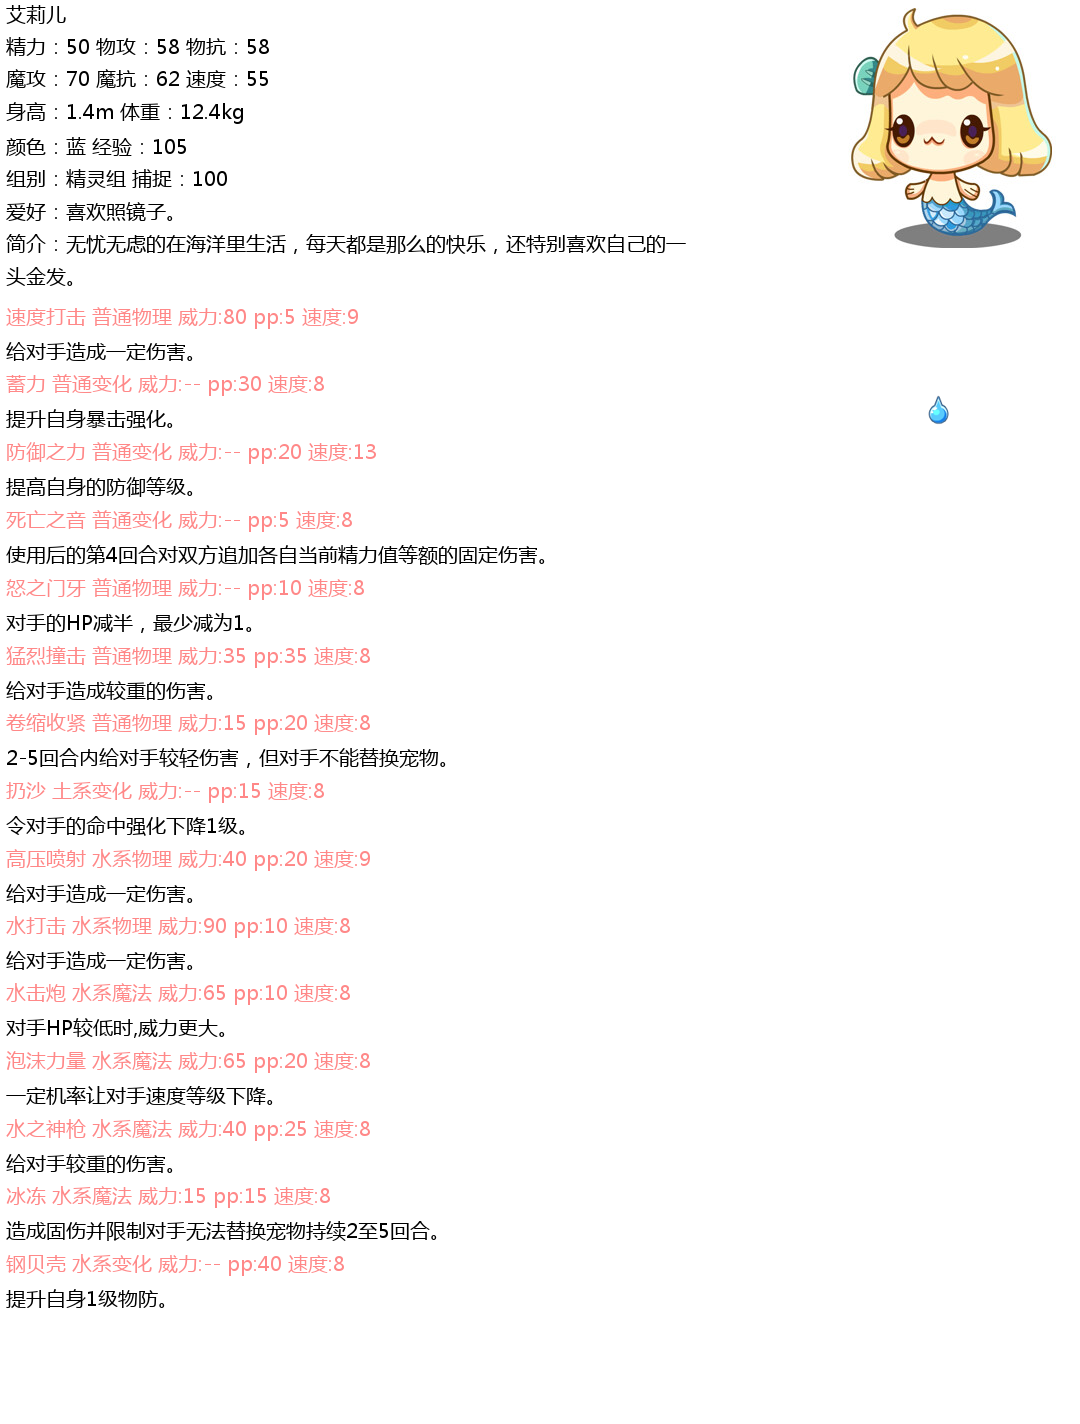 艾莉儿
精力：50 物攻：58 物抗：58
魔攻：70 魔抗：62 速度：55
身高：1.4m 体重：12.4kg
颜色：蓝 经验：105
组别：精灵组 捕捉：100
爱好：喜欢照镜子。
简介：无忧无虑的在海洋里生活，每天都是那么的快乐，还特别喜欢自己的一
头金发。
速度打击 普通物理 威力:80 pp:5 速度:9
给对手造成一定伤害。
蓄力 普通变化 威力:-- pp:30 速度:8
提升自身暴击强化。
防御之力 普通变化 威力:-- pp:20 速度:13
提高自身的防御等级。
死亡之音 普通变化 威力:-- pp:5 速度:8
使用后的第4回合对双方追加各自当前精力值等额的固定伤害。
怒之门牙 普通物理 威力:-- pp:10 速度:8
对手的HP减半，最少减为1。
猛烈撞击 普通物理 威力:35 pp:35 速度:8
给对手造成较重的伤害。
卷缩收紧 普通物理 威力:15 pp:20 速度:8
2-5回合内给对手较轻伤害，但对手不能替换宠物。
扔沙 土系变化 威力:-- pp:15 速度:8
令对手的命中强化下降1级。
高压喷射 水系物理 威力:40 pp:20 速度:9
给对手造成一定伤害。
水打击 水系物理 威力:90 pp:10 速度:8
给对手造成一定伤害。
水击炮 水系魔法 威力:65 pp:10 速度:8
对手HP较低时,威力更大。
泡沫力量 水系魔法 威力:65 pp:20 速度:8
一定机率让对手速度等级下降。
水之神枪 水系魔法 威力:40 pp:25 速度:8
给对手较重的伤害。
冰冻 水系魔法 威力:15 pp:15 速度:8
造成固伤并限制对手无法替换宠物持续2至5回合。
钢贝壳 水系变化 威力:-- pp:40 速度:8
提升自身1级物防。